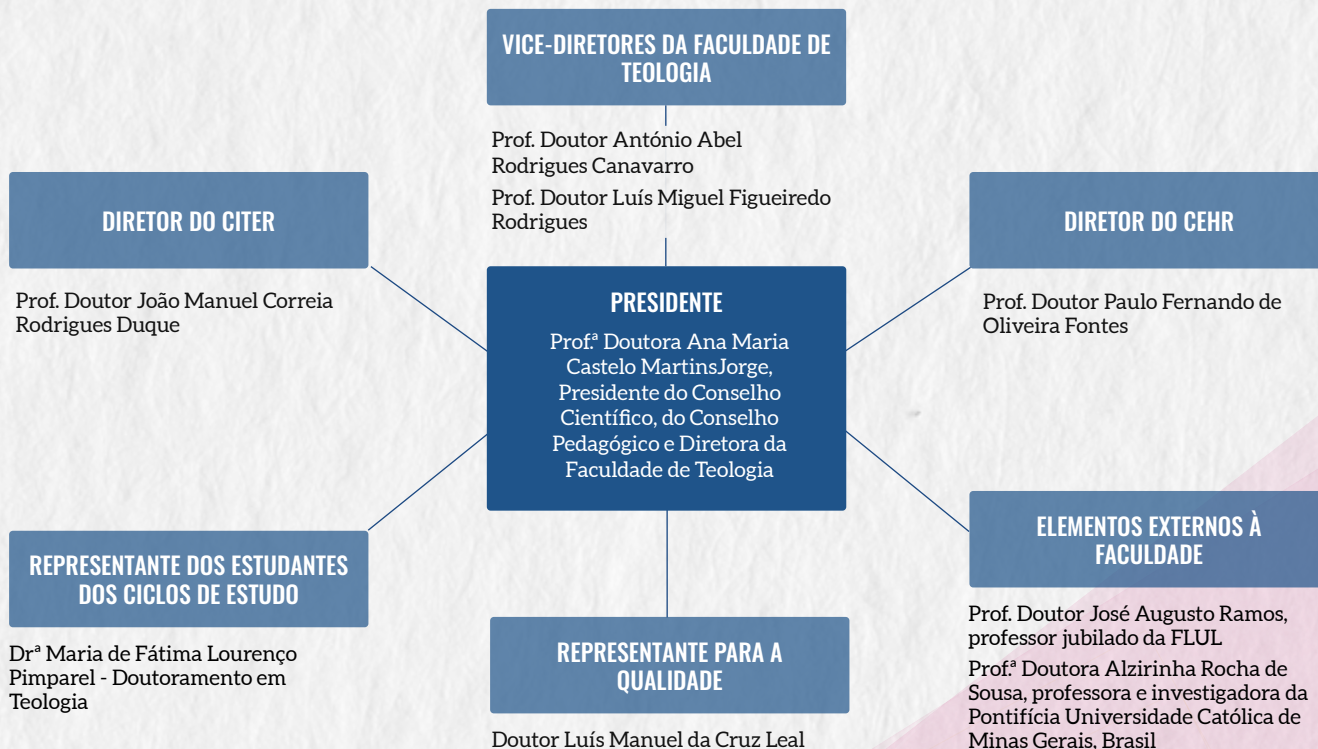 VICE-DIRETORES DA FACULDADE DE
TEOLOGIA
Prof. Doutor António Abel
Rodrigues Canavarro
Prof. Doutor Luís Miguel Figueiredo
Rodrigues
DIRETOR DO CITER
Prof. Doutor João Manuel Correia
Rodrigues Duque
PRESIDENTE
Prof.ª Doutora Ana Maria
Castelo MartinsJorge,
Presidente do Conselho
Científico, do Conselho
Pedagógico e Diretora da
Faculdade de Teologia
DIRETOR DO CEHR
Prof. Doutor Paulo Fernando de
Oliveira Fontes
REPRESENTANTE DOS ESTUDANTES
DOS CICLOS DE ESTUDO
Drª Maria de Fátima Lourenço
Pimparel - Doutoramento em
Teologia
REPRESENTANTE PARA A
QUALIDADE
Doutor Luís Manuel da Cruz Leal
ELEMENTOS EXTERNOS À
FACULDADE
Prof. Doutor José Augusto Ramos,
professor jubilado da FLUL
Prof.ª Doutora Alzirinha Rocha de
Sousa, professora e investigadora da
Pontifícia Universidade Católica de
Minas Gerais, Brasil